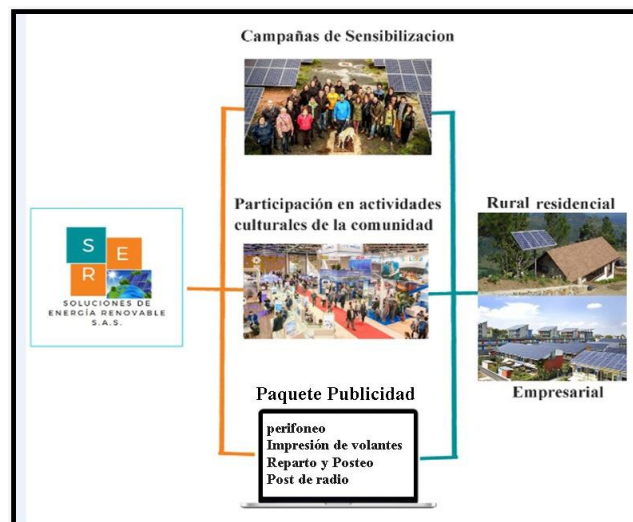 Campañas de Sensibilizacion
Participación en actividades
culturales de la comunidad
Rural residencial
S
E
R
SOLUCIONES DE
ENERGÍA RENOVABLE
S.A.S.
Empresarial
Paquete Publicidad
perifoneo
Impresión de volantes
Reparto y Posteo
Post de radio